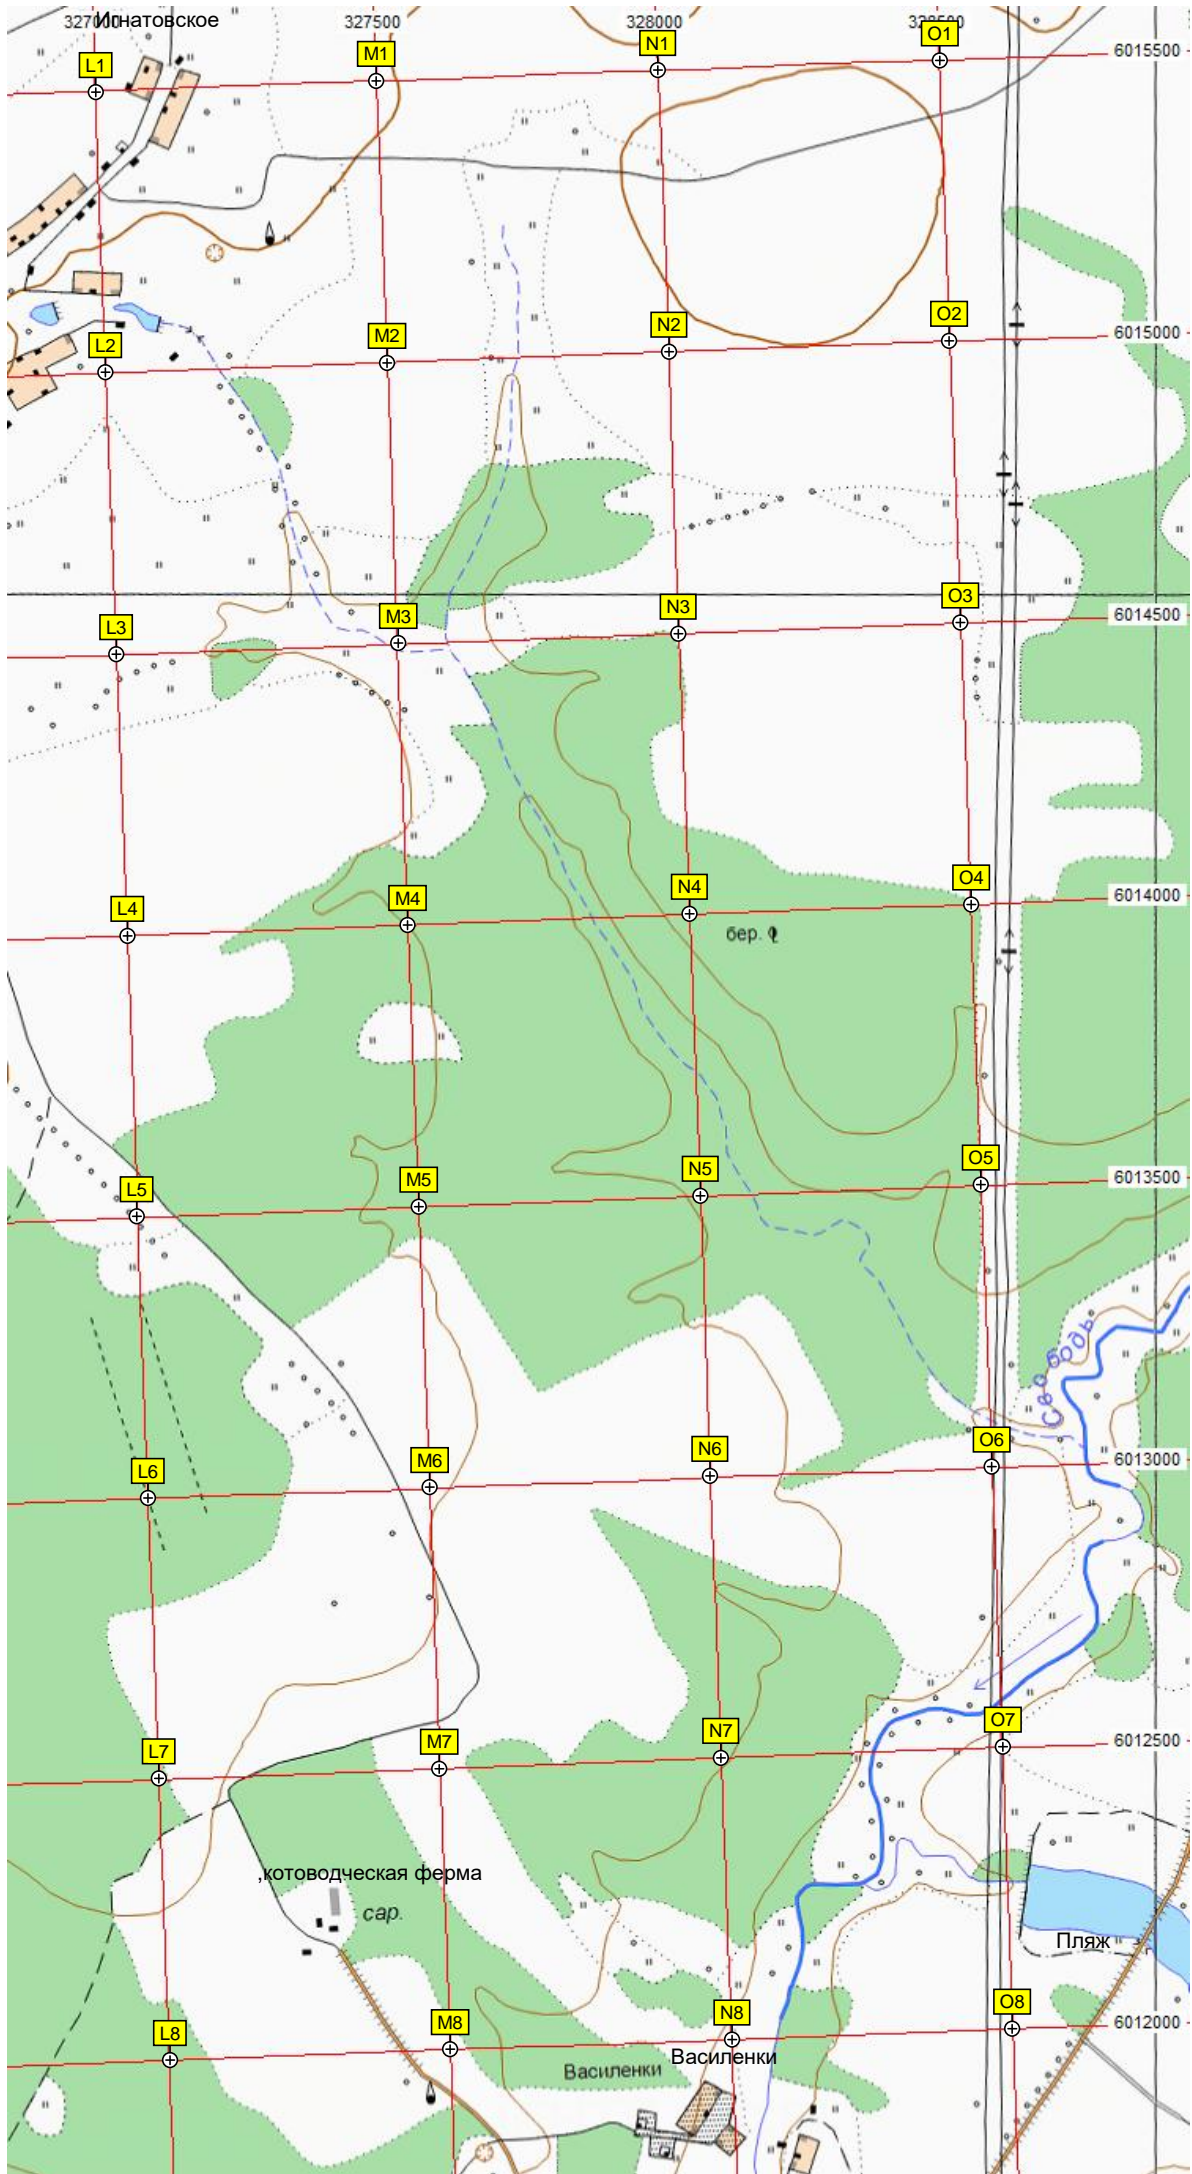 Игнатовское
327000 327500 328000 328500
L1 M1 N1 O1 6015500
L2 M2 N2 O2 6015000
L3 M3 N3 O3 6014500
L4 M4 N4 O4 6014000
бер.
L5 M5 N5 O5 6013500
Свободь
L6 M6 N6 O6 6013000
L7 M7 N7 O7 6012500
,котоводческая ферма
сар.
Пляж
L8 M8 N8 O8 6012000
Василенки
Василенки